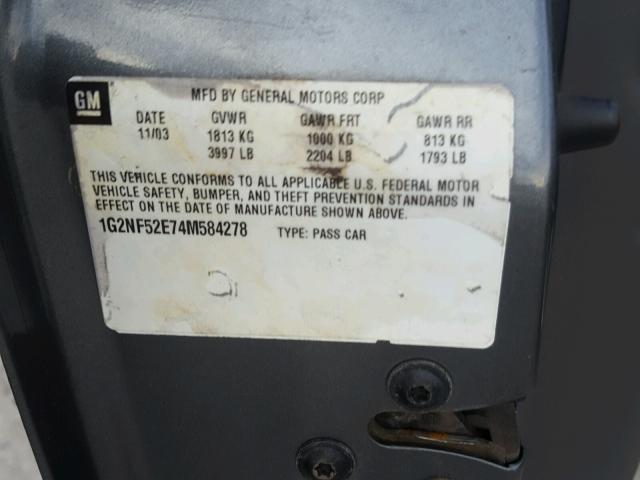 GM
MFD BY GENERAL MOTORS CORP
DATE GVWR GAWR FRT GAWR RR
11/03 1813 KG 1000 KG 813 KG
3997 LB 2204 LB 1793 LB
THIS VEHICLE CONFORMS TO ALL APPLICABLE U.S. FEDERAL MOTOR
VEHICLE SAFETY, BUMPER, AND THEFT PREVENTION STANDARDS IN
EFFECT ON THE DATE OF MANUFACTURE SHOWN ABOVE.
1G2NF52E74M584278 TYPE: PASS CAR